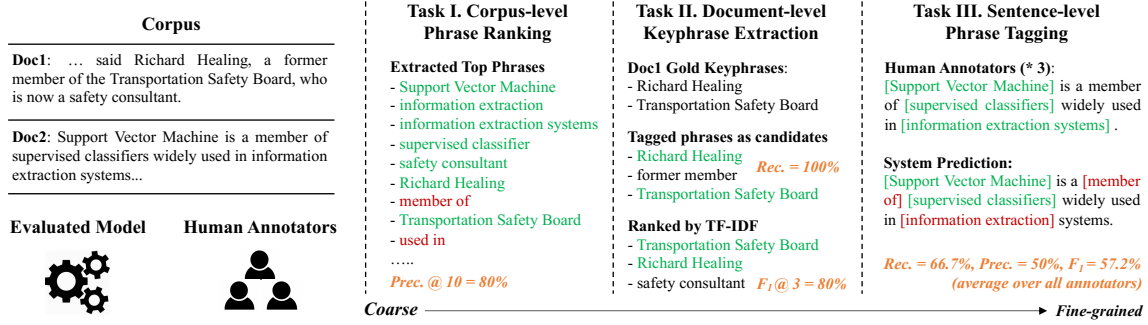 Corpus
Doc1: … said Richard Healing, a former
member of the Transportation Safety Board, who
is now a safety consultant.
Doc2: Support Vector Machine is a member of
supervised classifiers widely used in information
extraction systems...
Evaluated Model
Human Annotators
Task I. Corpus-level
Phrase Ranking
Extracted Top Phrases
- Support Vector Machine
- information extraction
- information extraction systems
- supervised classifier
- safety consultant
- Richard Healing
- member of
- Transportation Safety Board
- used in
…..
Prec. @ 10 = 80%
Task II. Document-level
Keyphrase Extraction
Doc1 Gold Keyphrases:
- Richard Healing
- Transportation Safety Board
Tagged phrases as candidates
- Richard Healing
- former member
Rec. = 100%
- Transportation Safety Board
Ranked by TF-IDF
- Transportation Safety Board
- Richard Healing
- safety consultant
F1 @ 3 = 80%
Task III. Sentence-level
Phrase Tagging
Human Annotators (* 3):
[Support Vector Machine] is a member
of [supervised classifiers] widely used
in [information extraction systems] .
System Prediction:
[Support Vector Machine] is a [member
of] [supervised classifiers] widely used
in [information extraction] systems.
Rec. = 66.7%, Prec. = 50%, F1 = 57.2%
(average over all annotators)
Coarse
Fine-grained